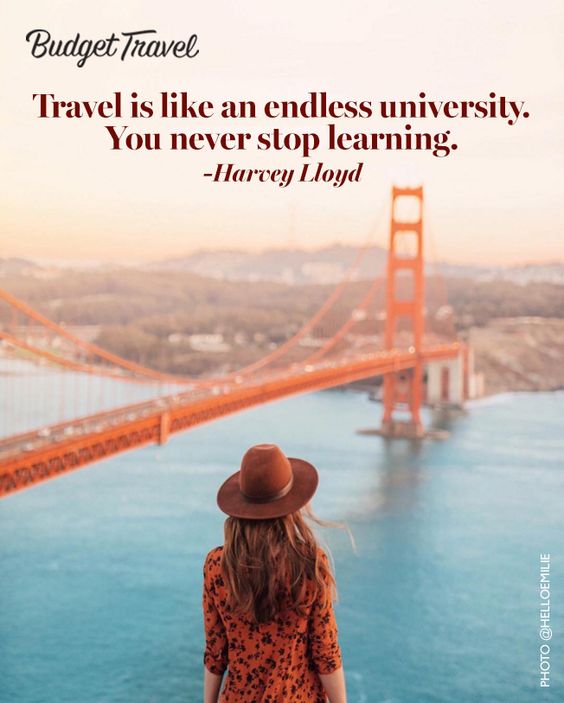 Budget Travel
Travel is like an endless university.
You never stop learning.
-Harvey Lloyd
PHOTO @HELLOEMILIE